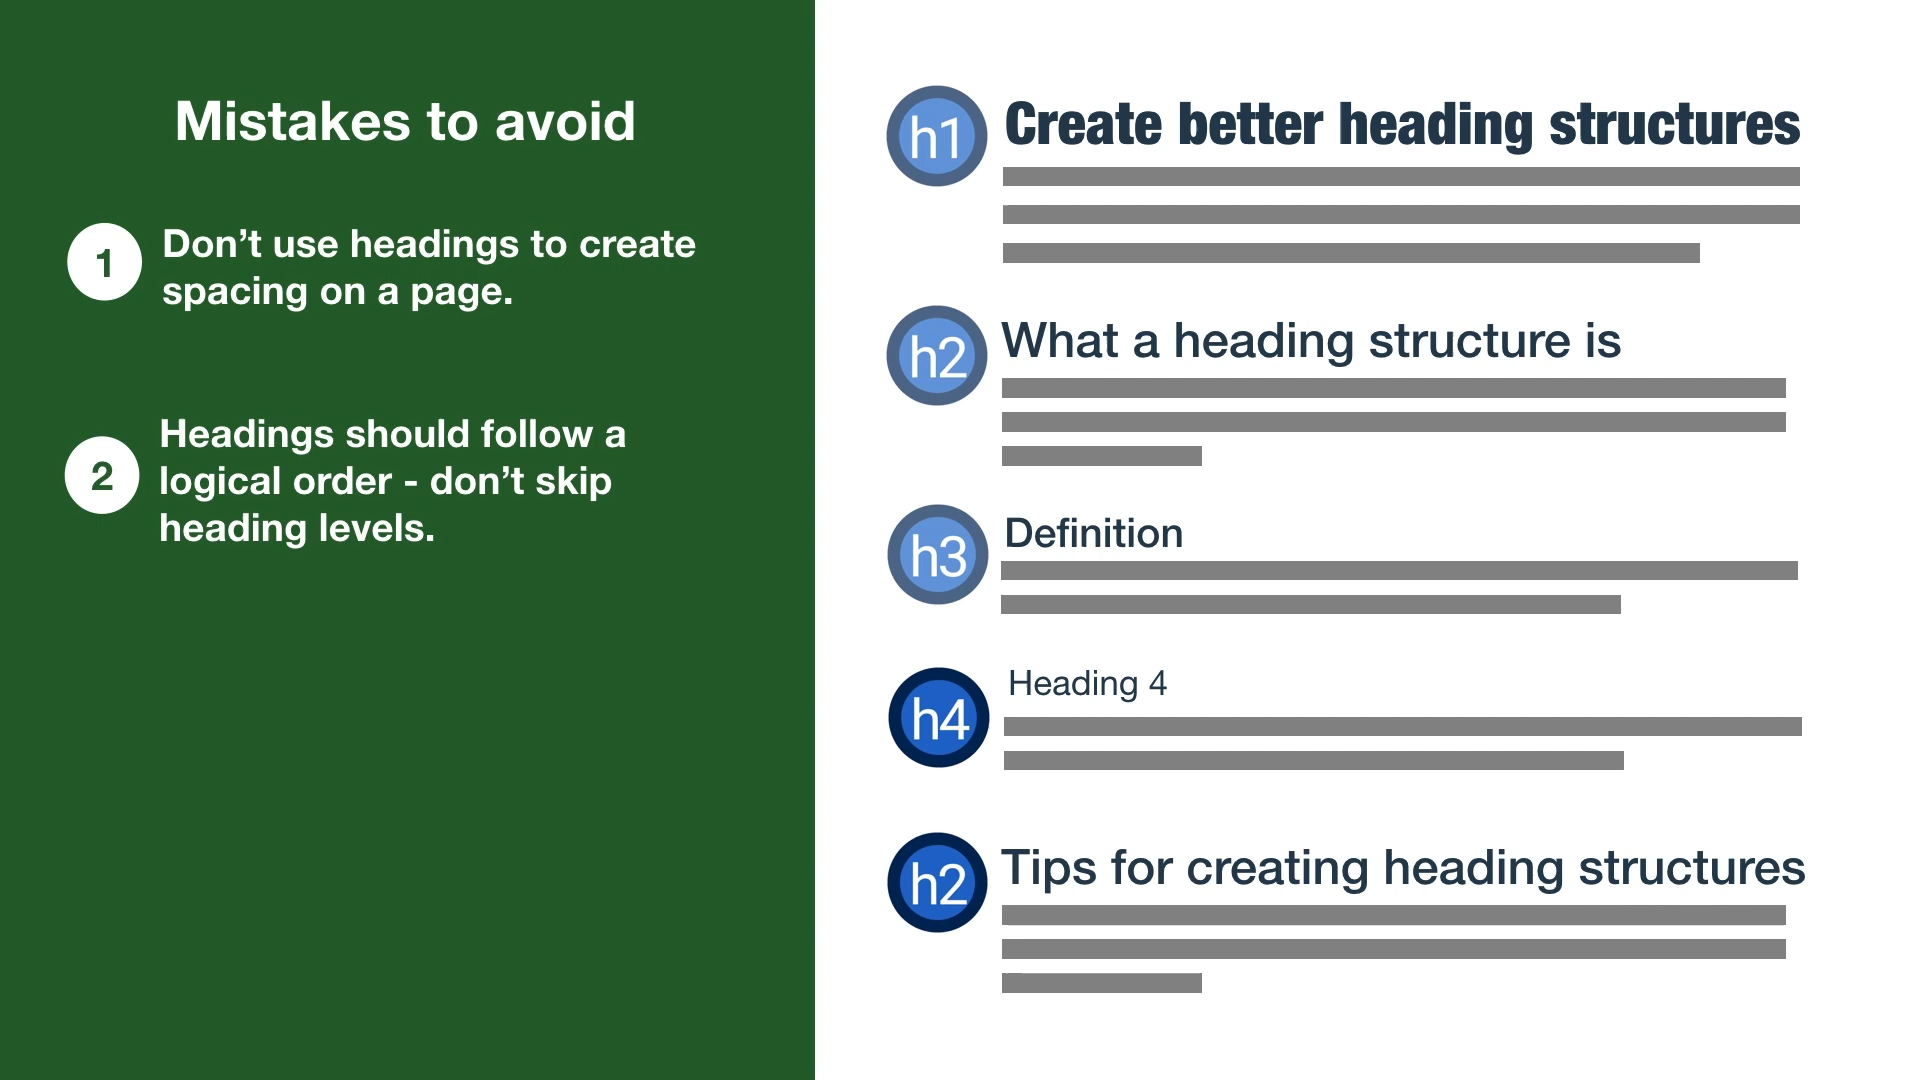 Mistakes to avoid
1
Don’t use headings to create
spacing on a page.
2
Headings should follow a
logical order - don’t skip
heading levels.
h1
Create better heading structures
h2
What a heading structure is
h3
Definition
h4
Heading 4
h2
Tips for creating heading structures